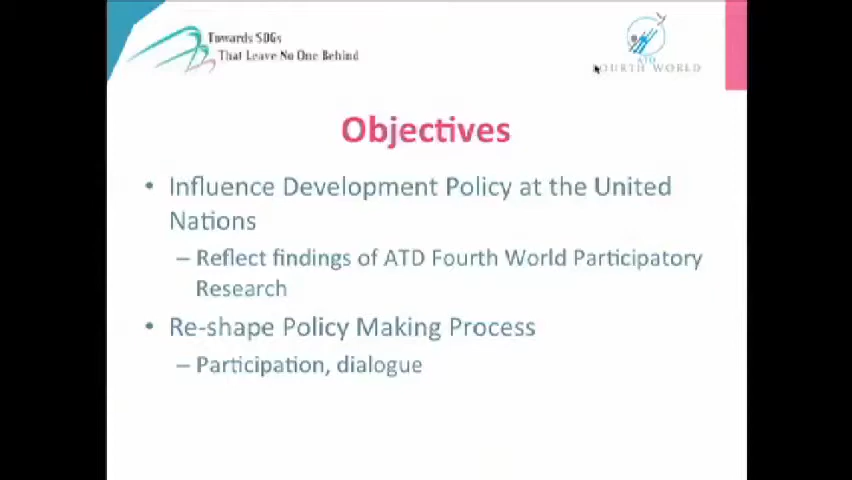 Towards SDGs
That Leave No One Behind
ATD
FOURTH WORLD
Objectives
• Influence Development Policy at the United
Nations
– Reflect findings of ATD Fourth World Participatory
Research
• Re-shape Policy Making Process
– Participation, dialogue